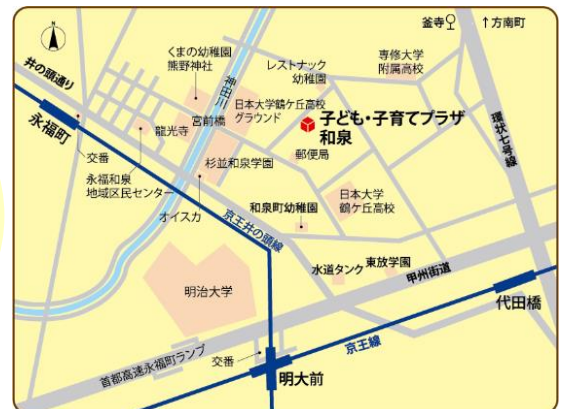 釜寺
↑方南町
くまの幼稚園
熊野神社
レストナック
幼稚園
専修大学
附属高校
井の頭通り
神田川
日本大学鶴ケ丘高校
グラウンド
子ども・子育てプラザ
和泉
環状七号線
永福町
宮前橋
龍光寺
郵便局
交番
杉並和泉学園
永福和泉
地域区民センター
日本大学
鶴ケ丘高校
和泉町幼稚園
オイスカ
京王井の頭線
水道タンク
東放学園
甲州街道
明治大学
代田橋
首都高速永福町ランプ
交番
京王線
明大前